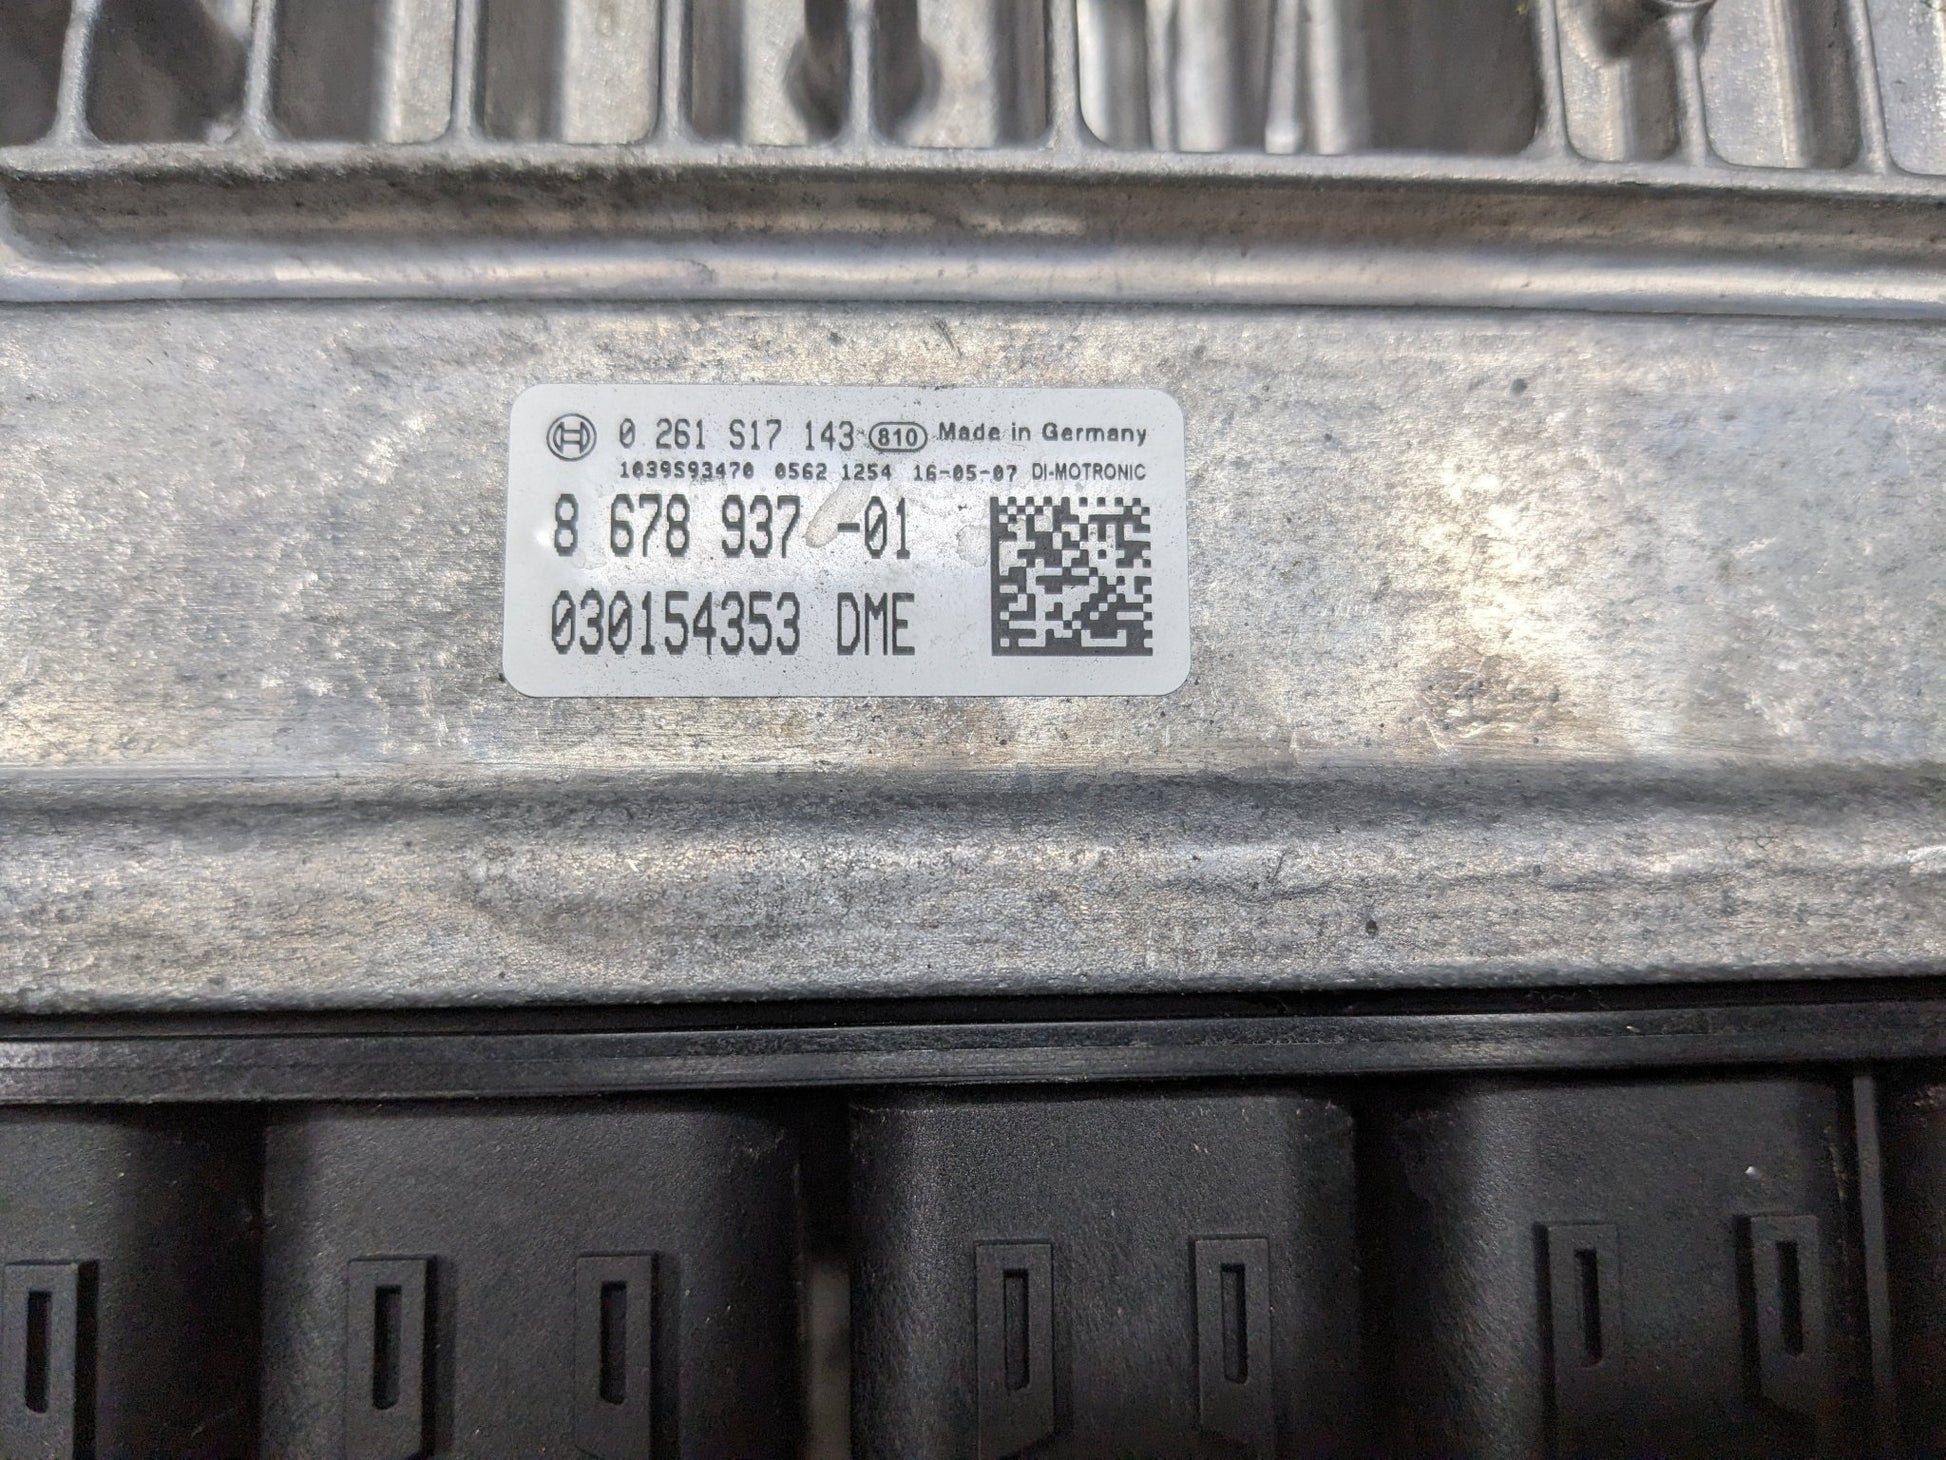 0 261 S17 143 810 Made in Germany
1039S93470 0562 1254 16-05-07 DI-MOTRONIC
8 678 937 -01
030154353 DME